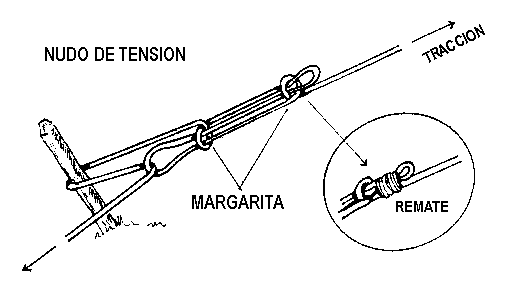 NUDO DE TENSION
TRACCION
MARGARITA
REMATE